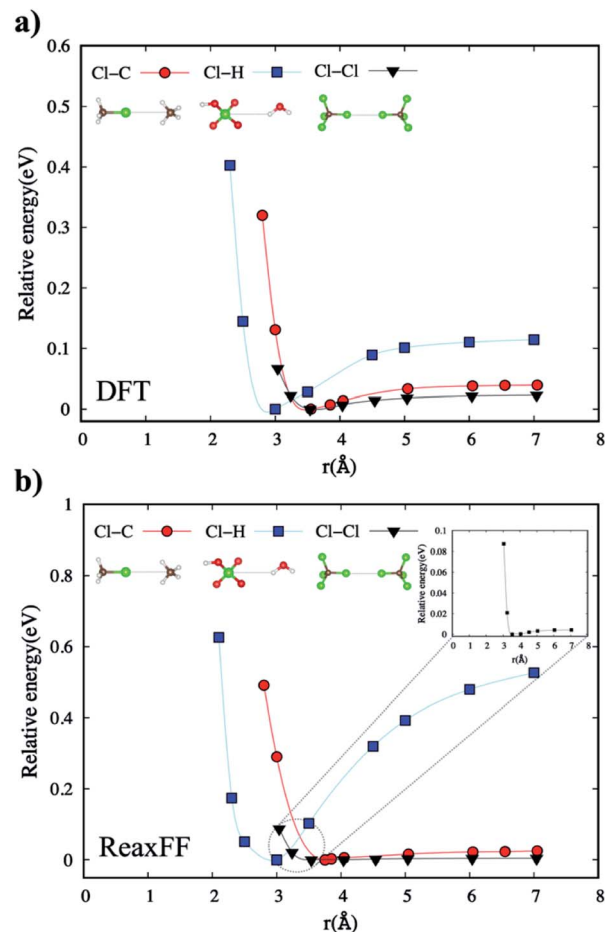 a)
0.6
0.5
0.4
0.3
0.2
0.1
0
Relative energy(eV)
Cl–C
Cl–H
Cl–Cl
DFT
0 1 2 3 4 5 6 7 8
r(Å)
b)
1
0.8
0.6
0.4
0.2
0
Relative energy(eV)
Cl–C
Cl–H
Cl–Cl
0.1
0.08
0.06
0.04
0.02
0
Relative energy(eV)
0 1 2 3 4 5 6 7 8
r(Å)
ReaxFF
0 1 2 3 4 5 6 7 8
r(Å)